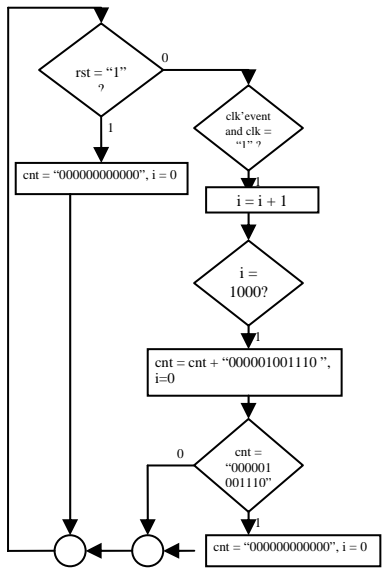 0
rst = “1”
?
1
cnt = “000000000000”, i = 0
clk’event
and clk =
“1” ?
1
i = i + 1
i =
1000?
1
cnt = cnt + “000001001110 ”,
i=0
0
cnt =
“000001
001110”
1
cnt = “000000000000”, i = 0